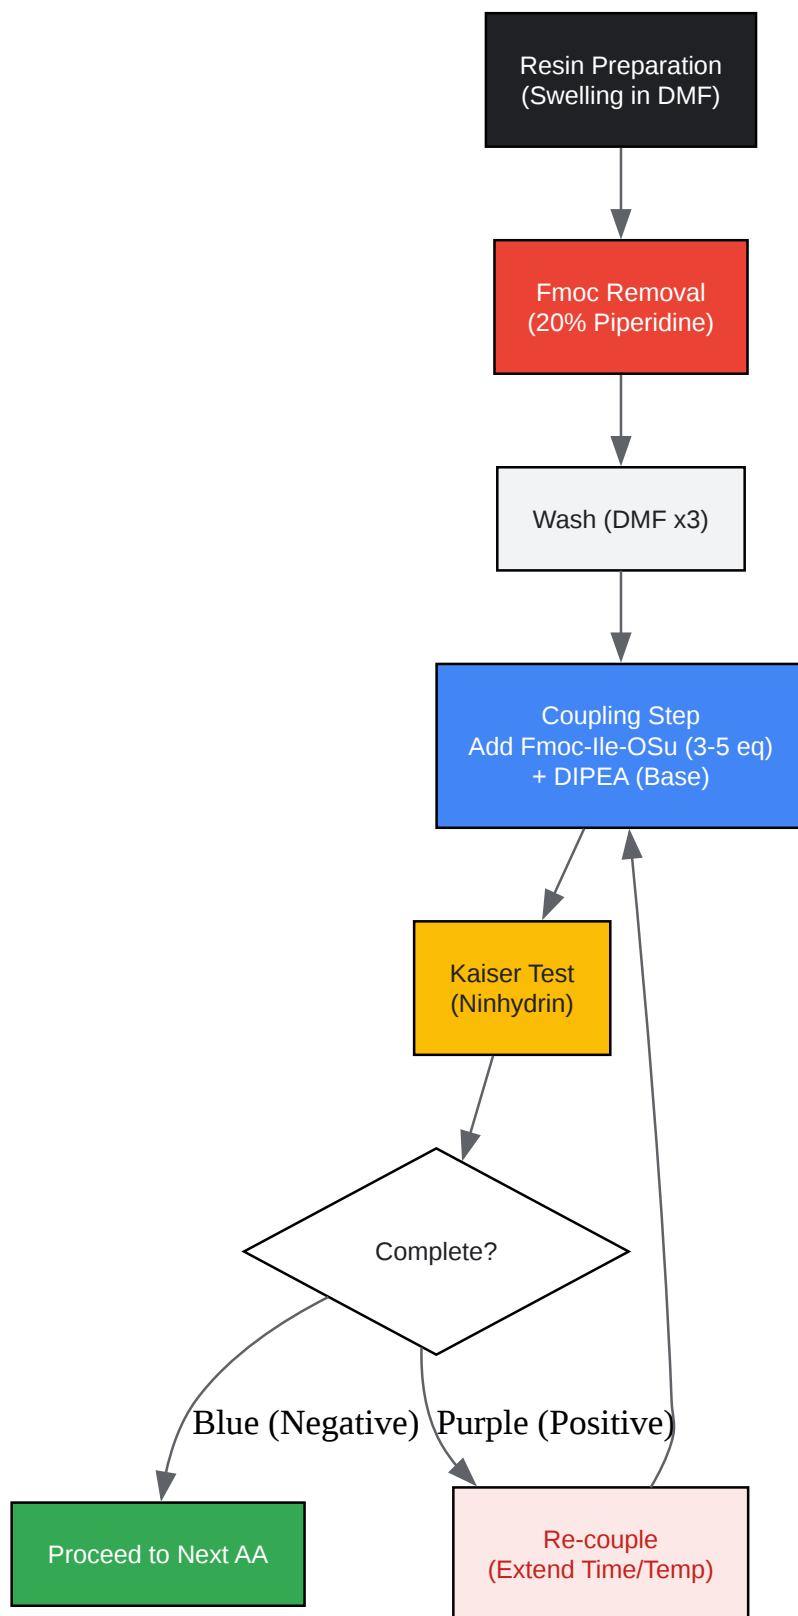 Resin Preparation
(Swelling in DMF)
Fmoc Removal
(20% Piperidine)
Wash (DMF x3)
Coupling Step
Add Fmoc-Ile-OSu (3-5 eq)
+ DIPEA (Base)
Kaiser Test
(Ninhydrin)
Complete?
Blue (Negative)
Purple (Positive)
Proceed to Next AA
Re-couple
(Extend Time/Temp)